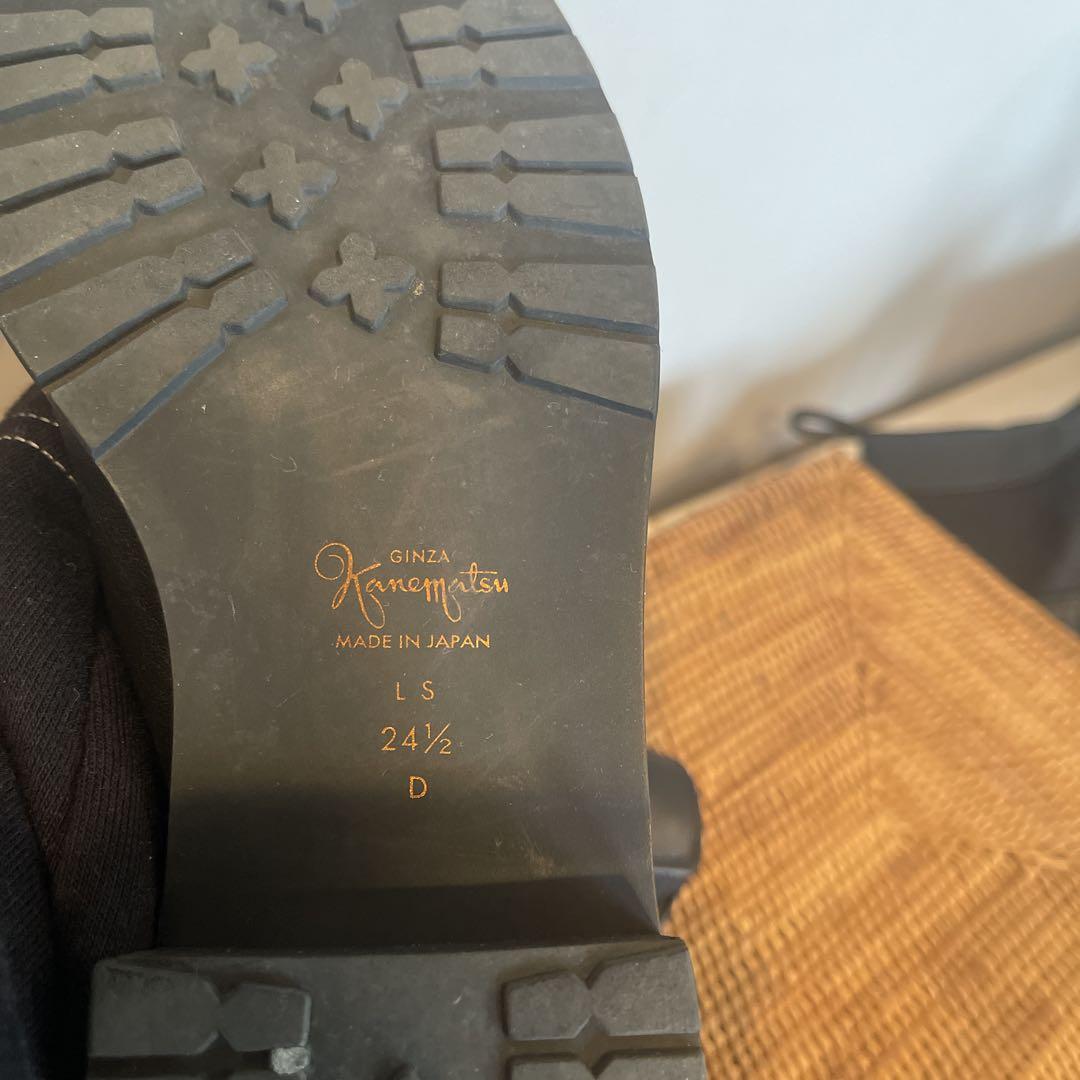 GINZA
Kanematsu
MADE IN JAPAN
L S
24½
D